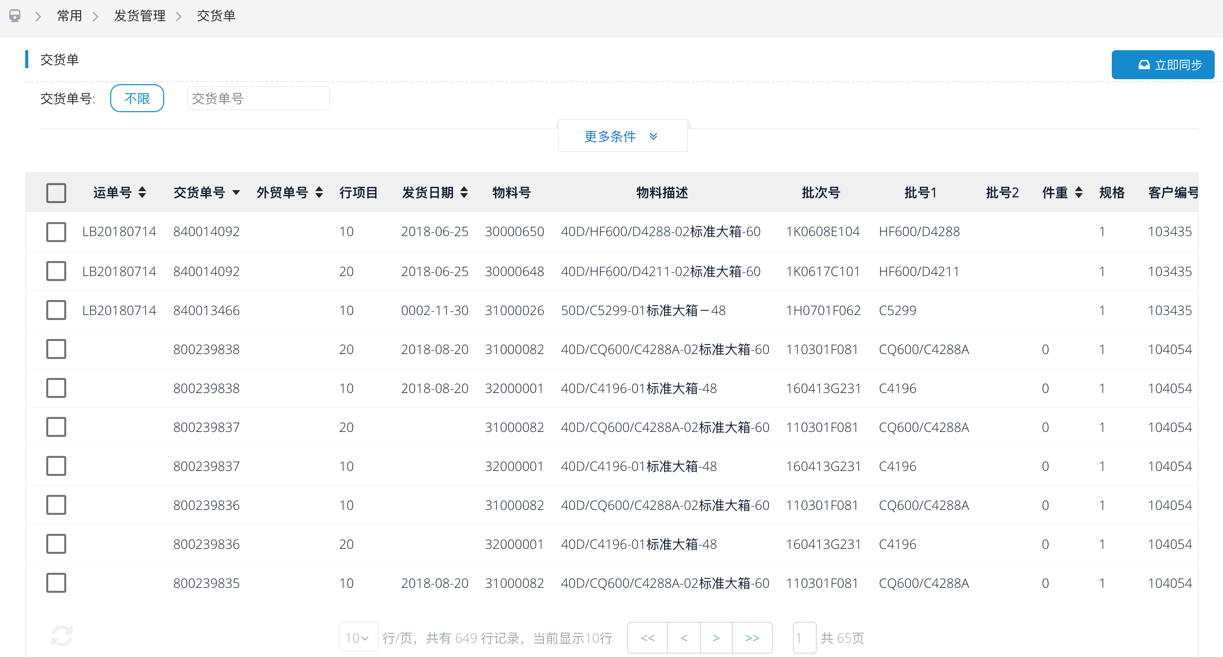 常用 交货管理 交货单
交货单
立即同步
交货单号: 不限 交货单号
更多条件
运单号 交货单号 外贸单号 行项目 发货日期 物料号 物料描述 批次号 批号1 批号2 件重 规格 客户编号
LB20180714 840014092 10 2018-06-25 30000650 40D/HF600/D4288-02标准大箱-60 1K0608E104 HF600/D4288 1 103435
LB20180714 840014092 20 2018-06-25 30000648 40D/HF600/D4211-02标准大箱-60 1K0617C101 HF600/D4211 1 103435
LB20180714 840013466 10 0002-11-30 31000026 50D/C5299-01标准大箱－48 1H0701F062 C5299 1 103435
800239838 20 2018-08-20 31000082 40D/CQ600/C4288A-02标准大箱-60 110301F081 CQ600/C4288A 0 1 104054
800239838 10 2018-08-20 32000001 40D/C4196-01标准大箱-48 160413G231 C4196 0 1 104054
800239837 20 31000082 40D/CQ600/C4288A-02标准大箱-60 110301F081 CQ600/C4288A 0 1 104054
800239837 10 32000001 40D/C4196-01标准大箱-48 160413G231 C4196 0 1 104054
800239836 10 31000082 40D/CQ600/C4288A-02标准大箱-60 110301F081 CQ600/C4288A 0 1 104054
800239836 20 32000001 40D/C4196-01标准大箱-48 160413G231 C4196 0 1 104054
800239835 10 2018-08-20 31000082 40D/CQ600/C4288A-02标准大箱-60 110301F081 CQ600/C4288A 0 1 104054
10 行/页，共有 649 行记录，当前显示10行 << < > >> 1 共 65页